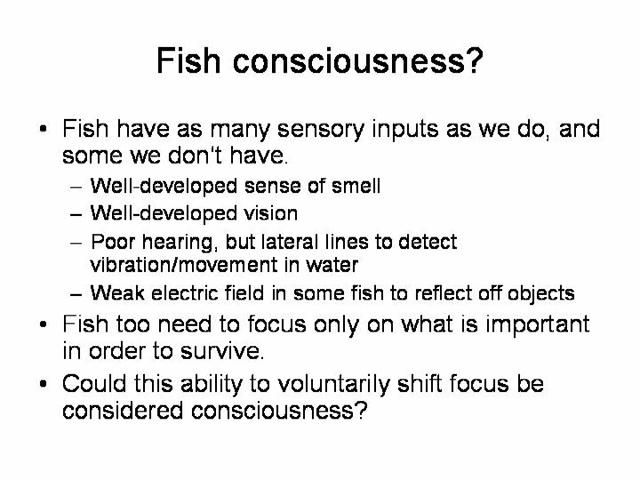 Fish consciousness?
• Fish have as many sensory inputs as we do, and
some we don't have.
– Well-developed sense of smell
– Well-developed vision
– Poor hearing, but lateral lines to detect
vibration/movement in water
– Weak electric field in some fish to reflect off objects
• Fish too need to focus only on what is important
in order to survive.
• Could this ability to voluntarily shift focus be
considered consciousness?